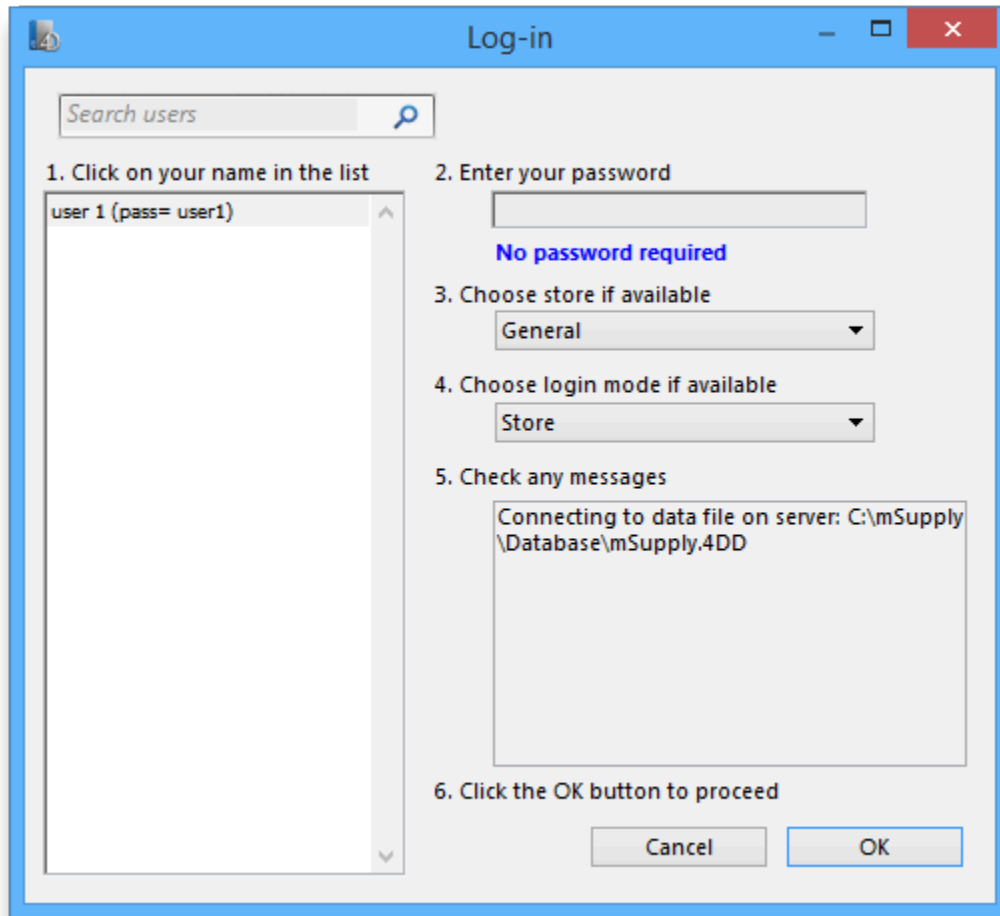 Log-in
Search users
1. Click on your name in the list
user 1 (pass= user1)
2. Enter your password
No password required
3. Choose store if available
General
4. Choose login mode if available
Store
5. Check any messages
Connecting to data file on server: C:\mSupply
\Database\mSupply.4DD
6. Click the OK button to proceed
Cancel
OK